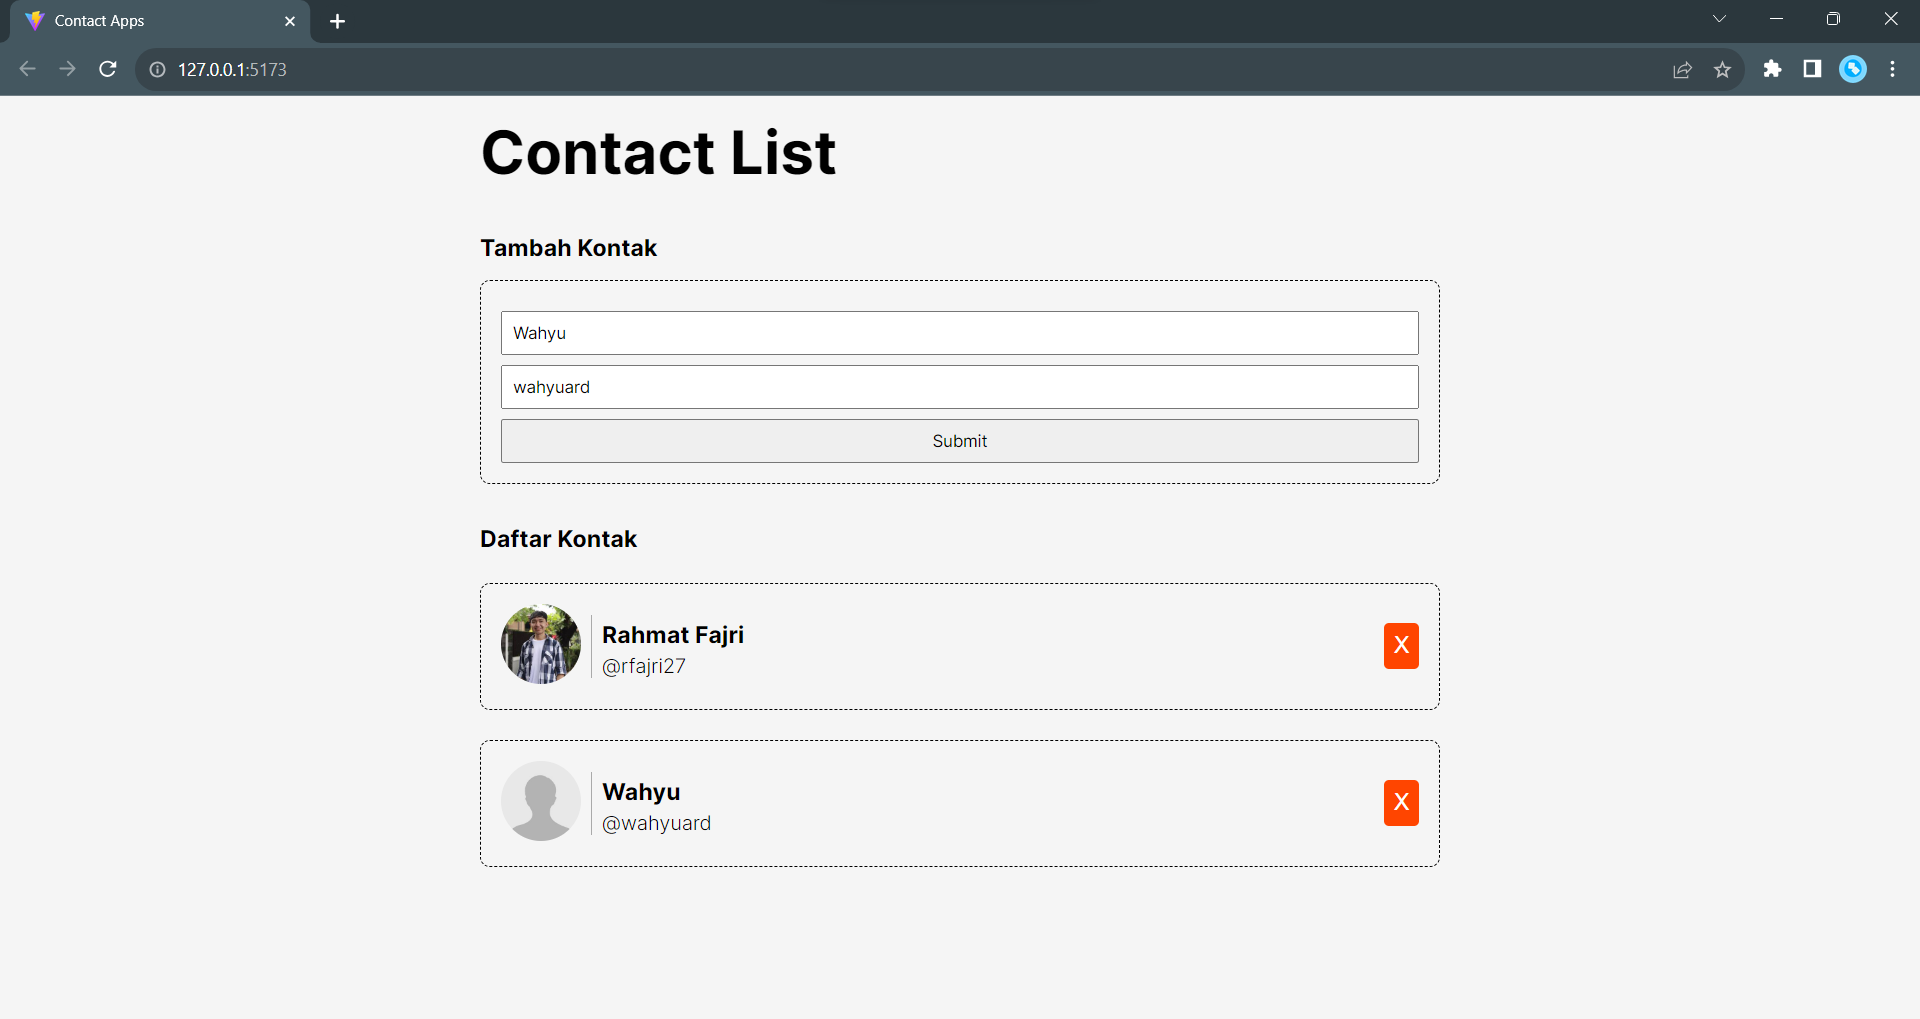 Contact Apps
127.0.0.1:5173
Contact List
Tambah Kontak
Wahyu
wahyuard
Submit
Daftar Kontak
Rahmat Fajri
@rfajri27
X
Wahyu
@wahyuard
X